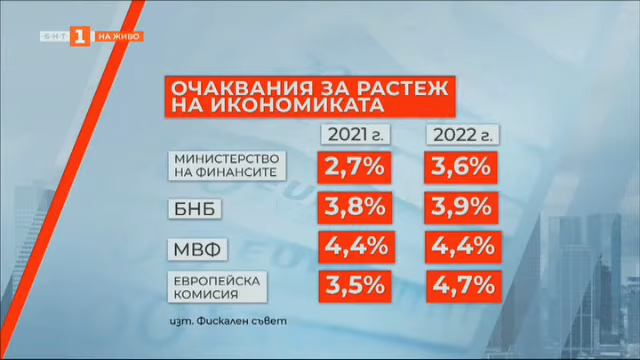 БНТ 1 НА ЖИВО
ОЧАКВАНИЯ ЗА РАСТЕЖ
НА ИКОНОМИКАТА
2021 г. 2022 г.
МИНИСТЕРСТВО
НА ФИНАНСИТЕ 2,7% 3,6%
БНБ 3,8% 3,9%
МВФ 4,4% 4,4%
ЕВРОПЕЙСКА
КОМИСИЯ 3,5% 4,7%
изт. Фискален съвет